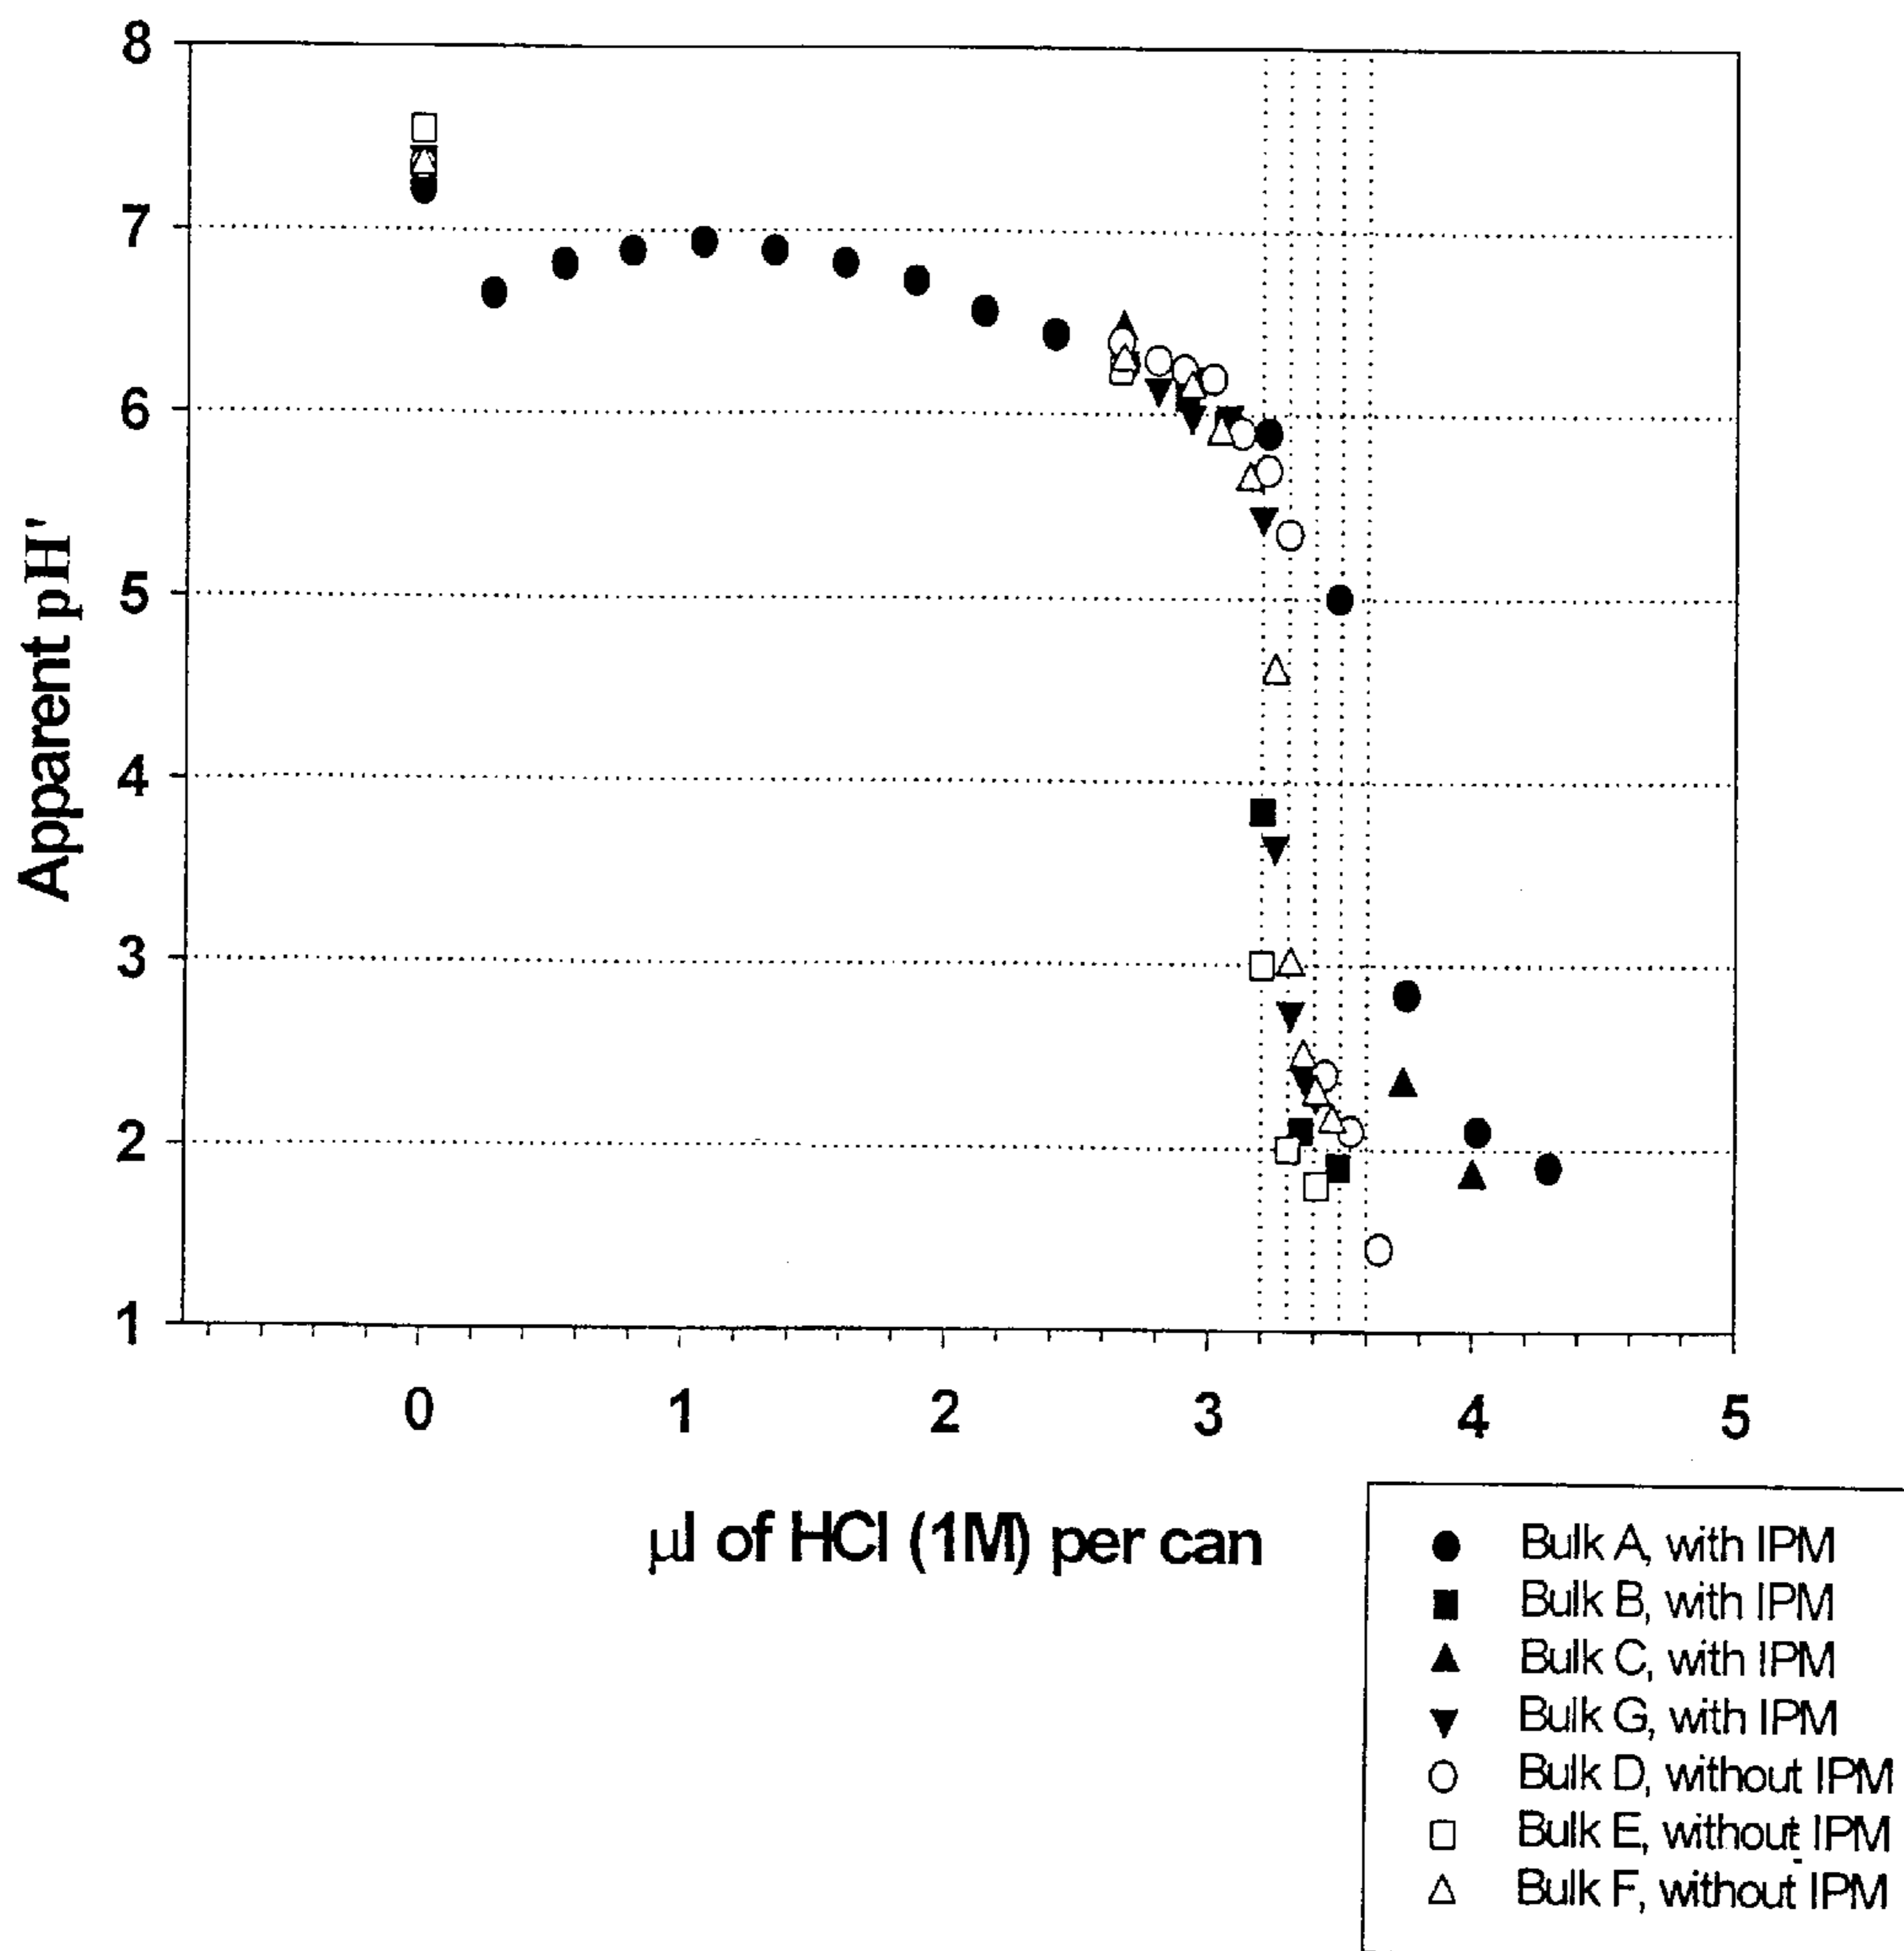 8
7
6
5
4
3
2
1
Apparent pH'
0 1 2 3 4 5
µl of HCl (1M) per can
Bulk A, with IPM
Bulk B, with IPM
Bulk C, with IPM
Bulk G, with IPM
Bulk D, without IPM
Bulk E, without IPM
Bulk F, without IPM